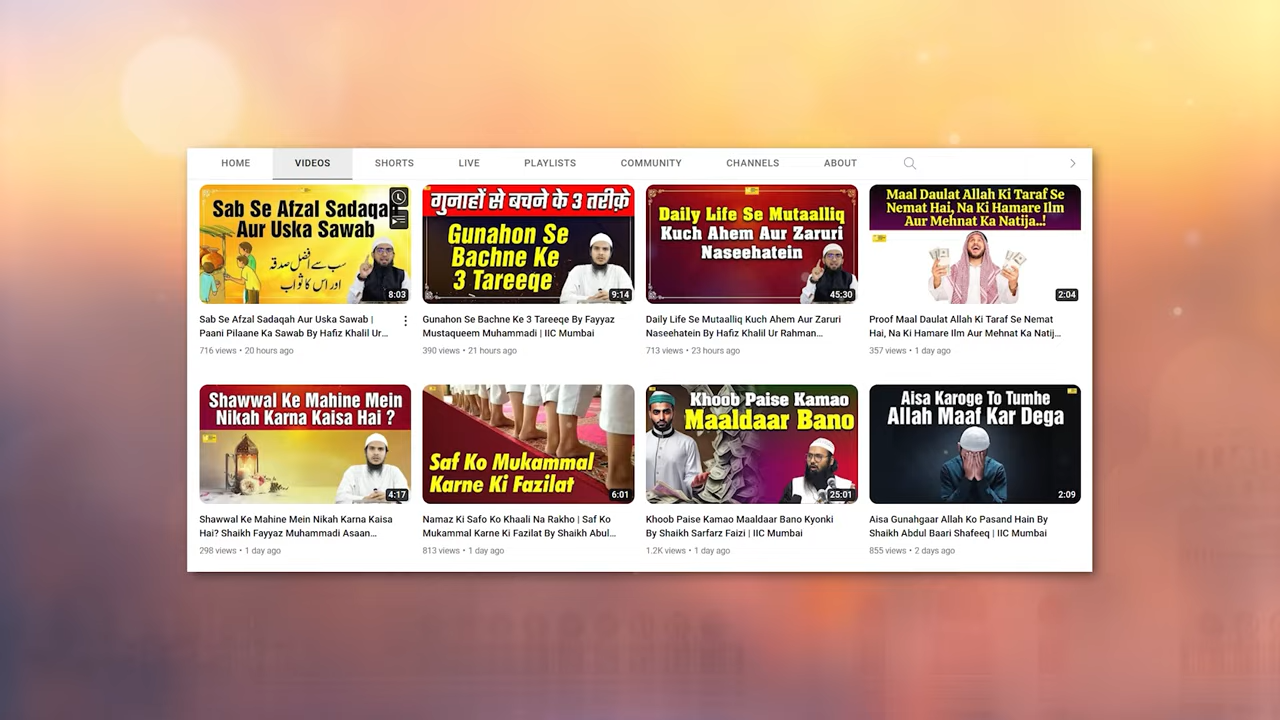 HOME VIDEOS SHORTS LIVE PLAYLISTS COMMUNITY CHANNELS ABOUT
Sab Se Afzal Sadaqa
Aur Uska Sawab
سب سے افضل صدقہ
اور اس کا ثواب
8:03
Sab Se Afzal Sadaqah Aur Uska Sawab |
Paani Pilaane Ka Sawab By Hafiz Khalil Ur...
716 views • 20 hours ago
गुनाहों से बचने के 3 तरीक़े
Gunahon Se
Bachne Ke
3 Tareeqe
9:14
Gunahon Se Bachne Ke 3 Tareeqe By Fayyaz
Mustaqueem Muhammadi | IIC Mumbai
390 views • 21 hours ago
Daily Life Se Mutaalliq
Kuch Ahem Aur Zaruri
Naseehatein
45:30
Daily Life Se Mutaalliq Kuch Ahem Aur Zaruri
Naseehatein By Hafiz Khalil Ur Rahman...
713 views • 23 hours ago
Maal Daulat Allah Ki Taraf Se
Nemat Hai, Na Ki Hamare Ilm
Aur Mehnat Ka Natija..!
2:04
Proof Maal Daulat Allah Ki Taraf Se Nemat
Hai, Na Ki Hamare Ilm Aur Mehnat Ka Natij...
357 views • 1 day ago
Shawwal Ke Mahine Mein
Nikah Karna Kaisa Hai ?
4:17
Shawwal Ke Mahine Mein Nikah Karna Kaisa
Hai? Shaikh Fayyaz Muhammadi Asaan...
298 views • 1 day ago
Saf Ko Mukammal
Karne Ki Fazilat
6:01
Namaz Ki Safo Ko Khaali Na Rakho | Saf Ko
Mukammal Karne Ki Fazilat By Shaikh Abul...
813 views • 1 day ago
Khoob Paise Kamao
Maaldaar Bano
25:01
Khoob Paise Kamao Maaldaar Bano Kyonki
By Shaikh Sarfarz Faizi | IIC Mumbai
1.2K views • 1 day ago
Aisa Karoge To Tumhe
Allah Maaf Kar Dega
2:09
Aisa Gunahgaar Allah Ko Pasand Hain By
Shaikh Abdul Baari Shafeeq | IIC Mumbai
855 views • 2 days ago